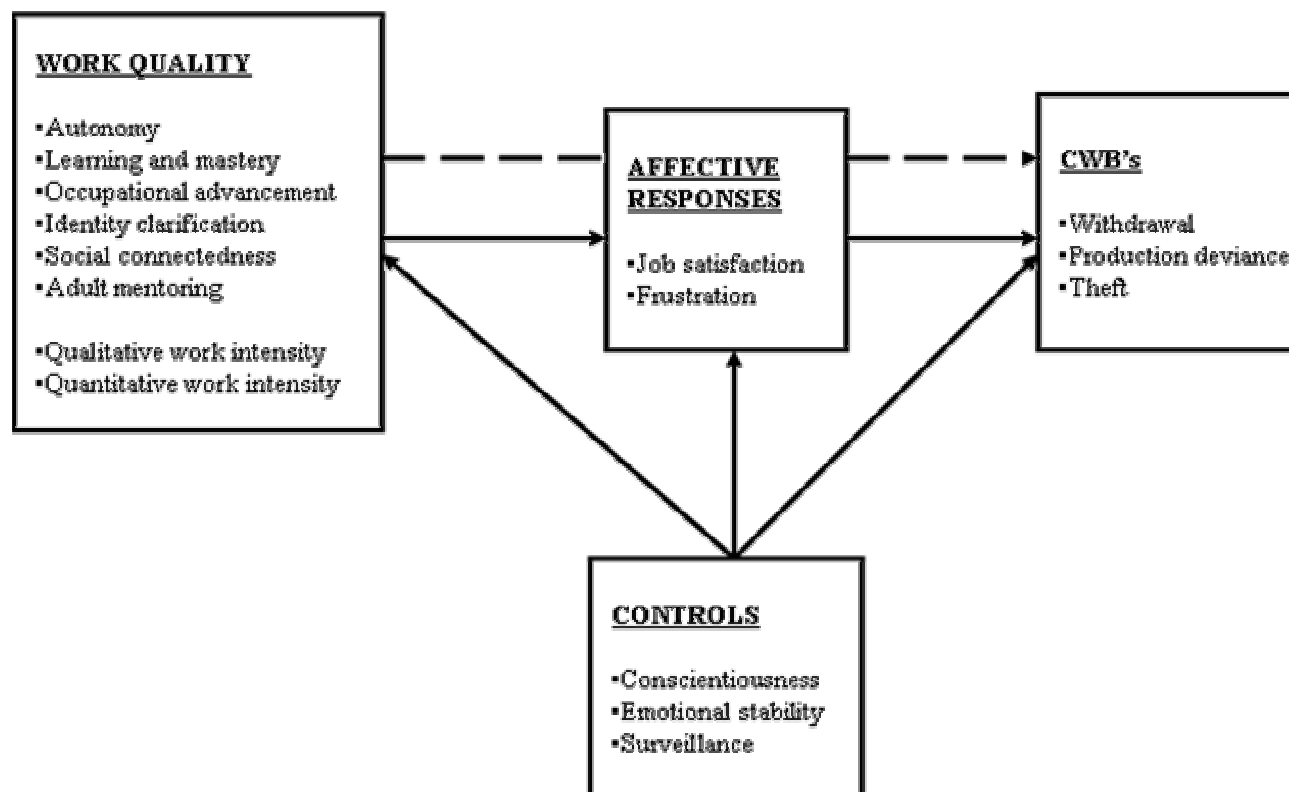 WORK QUALITY
▪Autonomy
▪Learning and mastery
▪Occupational advancement
▪Identity clarification
▪Social connectedness
▪Adult mentoring
▪Qualitative work intensity
▪Quantitative work intensity
AFFECTIVE
RESPONSES
▪Job satisfaction
▪Frustration
CWB's
▪Withdrawal
▪Production deviance
▪Theft
CONTROLS
▪Conscientiousness
▪Emotional stability
▪Surveillance